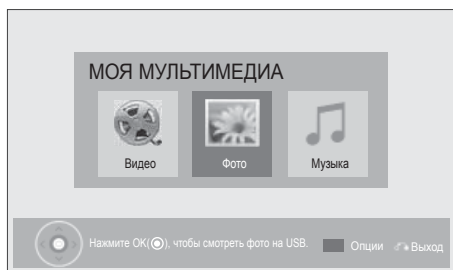 МОЯ МУЛЬТИМЕДИА
Видео Фото Музыка
Нажмите OK(◉), чтобы смотреть фото на USB. Опции Выход